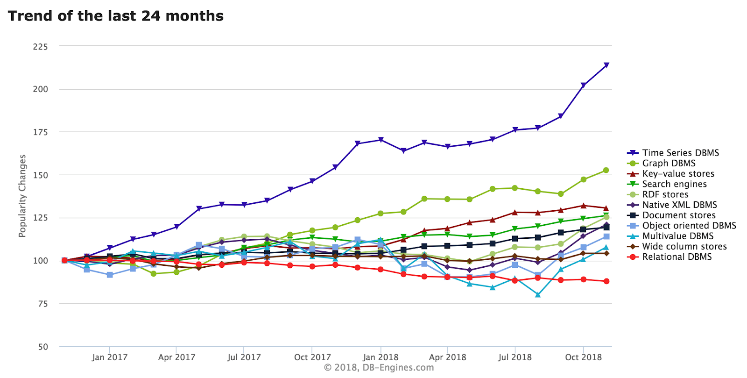 Trend of the last 24 months
225
200
175
150
125
100
75
50
Popularity Changes
Jan 2017
Apr 2017
Jul 2017
Oct 2017
Jan 2018
Apr 2018
Jul 2018
Oct 2018
© 2018, DB-Engines.com
Time Series DBMS
Graph DBMS
Key-value stores
Search engines
RDF stores
Native XML DBMS
Document stores
Object oriented DBMS
Multivalue DBMS
Wide column stores
Relational DBMS